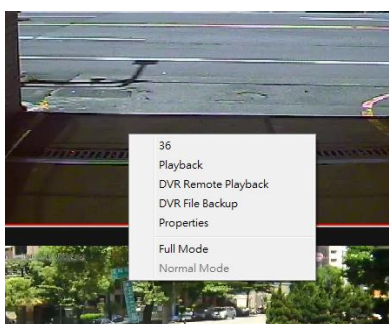 36
Playback
DVR Remote Playback
DVR File Backup
Properties
Full Mode
Normal Mode